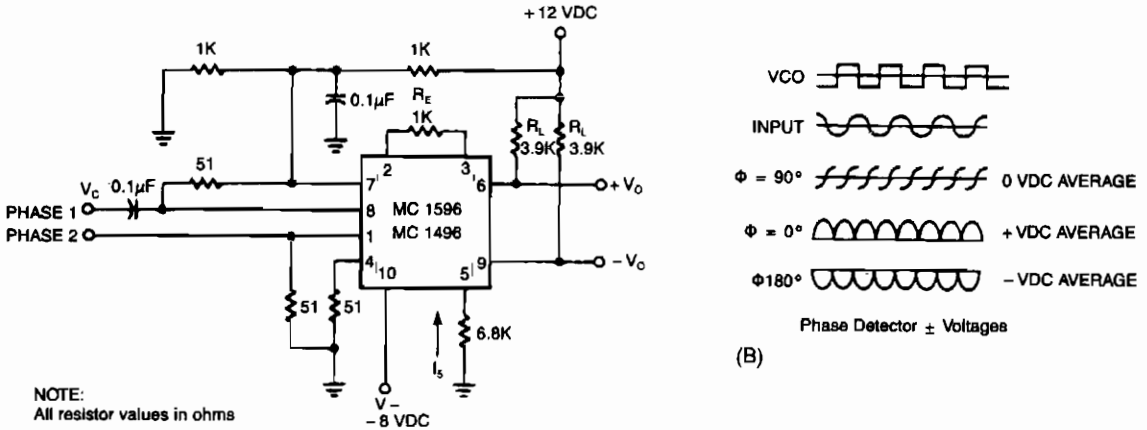 +12 VDC
1K
1K
0.1µF
R_E
1K
R_L
3.9K
R_L
3.9K
51
V_C
0.1µF
PHASE 1
PHASE 2
2
3
7
8
1
4
10
5
6
9
MC 1596
MC 1496
+V_O
-V_O
51
51
6.8K
I_5
V-
-8 VDC
NOTE:
All resistor values in ohms
VCO
INPUT
Φ = 90° 0 VDC AVERAGE
Φ = 0° +VDC AVERAGE
Φ180° -VDC AVERAGE
Phase Detector ± Voltages
(B)